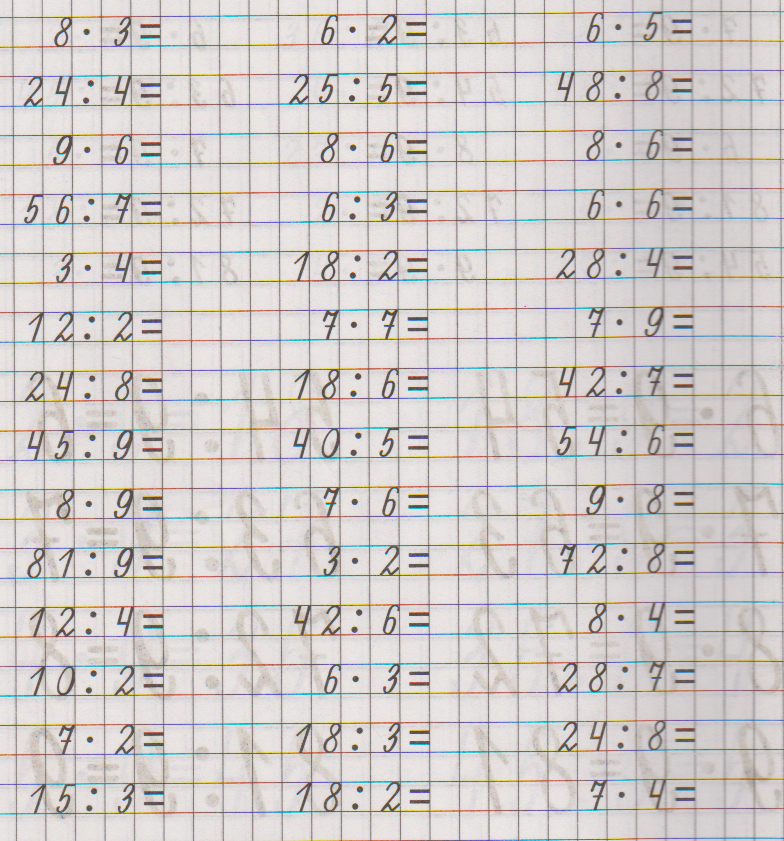 8 · 3 = 6 · 2 = 6 · 5 =
24 : 4 = 25 : 5 = 48 : 8 =
9 · 6 = 8 · 6 = 8 · 6 =
56 : 7 = 6 : 3 = 6 · 6 =
3 · 4 = 18 : 2 = 28 : 4 =
12 : 2 = 7 · 7 = 7 · 9 =
24 : 8 = 18 : 6 = 42 : 7 =
45 : 9 = 40 : 5 = 54 : 6 =
8 · 9 = 7 · 6 = 9 · 8 =
81 : 9 = 3 · 2 = 72 : 8 =
12 : 4 = 42 : 6 = 8 · 4 =
10 : 2 = 6 · 3 = 28 : 7 =
7 · 2 = 18 : 3 = 24 : 8 =
15 : 3 = 18 : 2 = 7 · 4 =